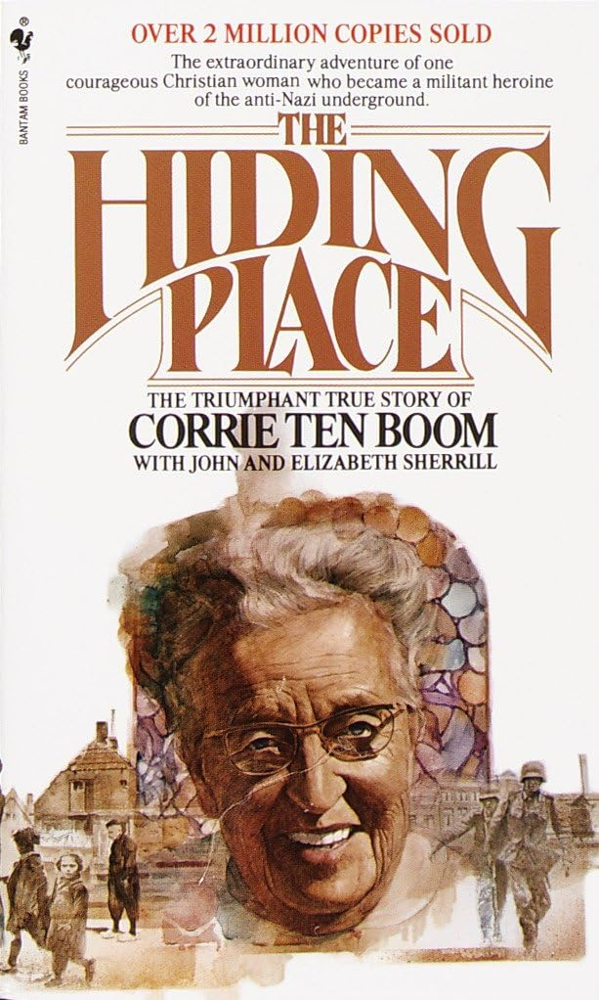 OVER 2 MILLION COPIES SOLD
The extraordinary adventure of one
courageous Christian woman who became a militant heroine
of the anti-Nazi underground.
THE
HIDING
PLACE
THE TRIUMPHANT TRUE STORY OF
CORRIE TEN BOOM
WITH JOHN AND ELIZABETH SHERRILL
BANTAM BOOKS
®